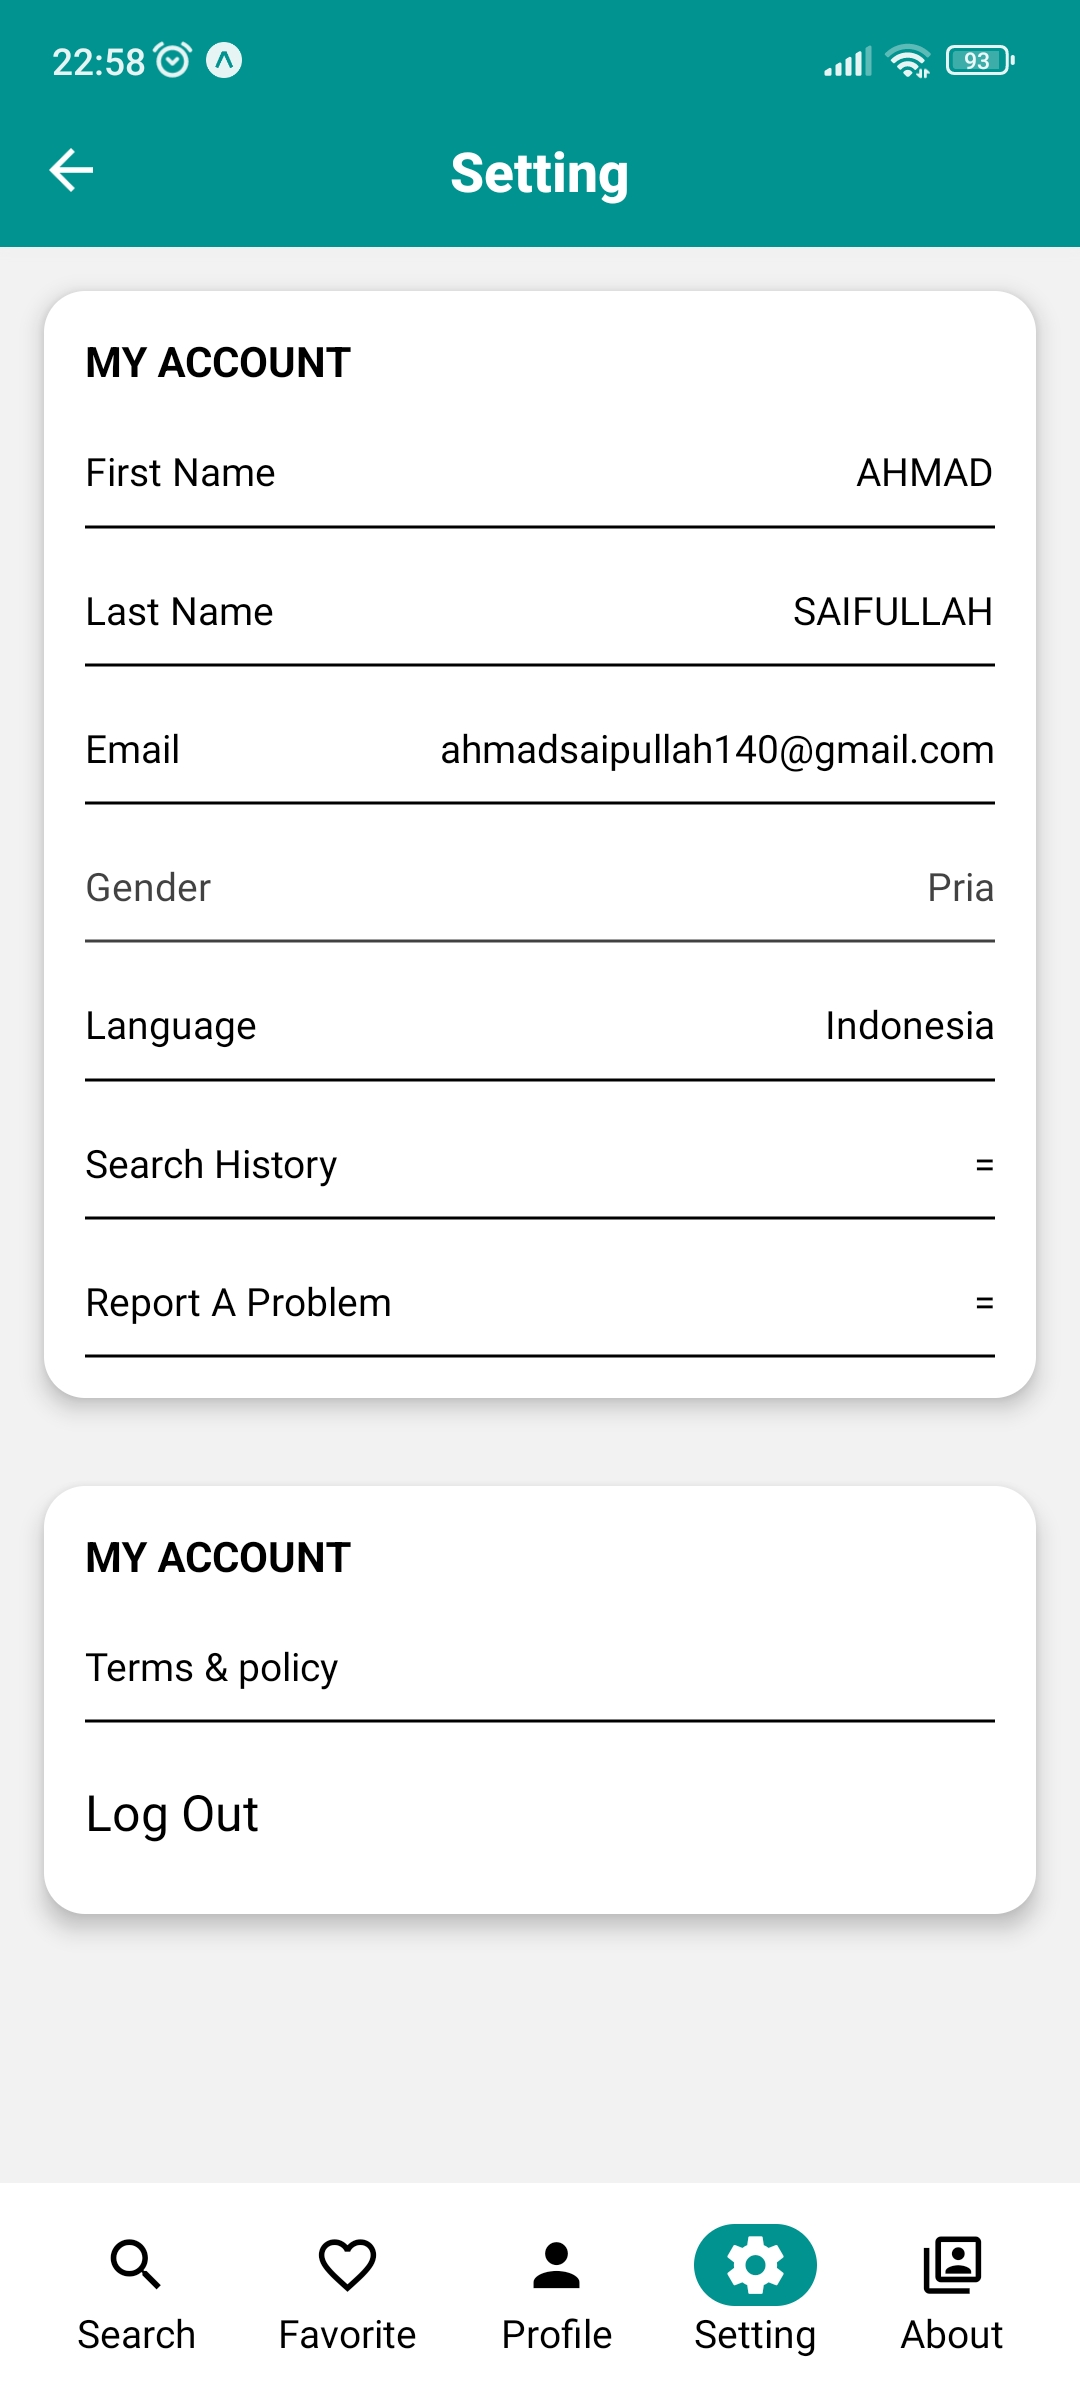 22:58
93
Setting
MY ACCOUNT
First Name AHMAD
Last Name SAIFULLAH
Email ahmadsaipullah140@gmail.com
Gender Pria
Language Indonesia
Search History =
Report A Problem =
MY ACCOUNT
Terms & policy
Log Out
Search Favorite Profile Setting About